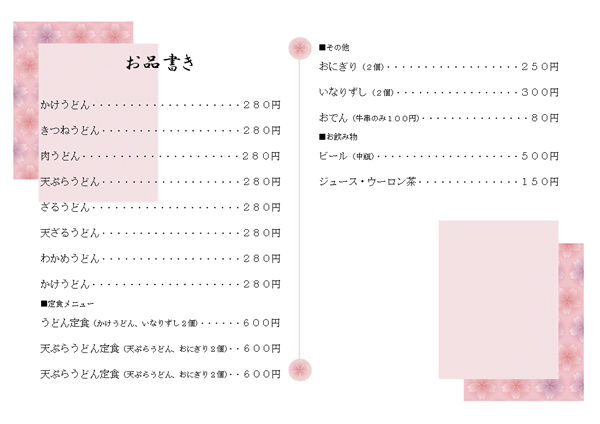 お品書き
かけうどん・・・・・・・・・・・・・・・・・・・・２８０円
きつねうどん・・・・・・・・・・・・・・・・・・・２８０円
肉うどん・・・・・・・・・・・・・・・・・・・・・２８０円
天ぷらうどん・・・・・・・・・・・・・・・・・・・２８０円
ざるうどん・・・・・・・・・・・・・・・・・・・・２８０円
天ざるうどん・・・・・・・・・・・・・・・・・・・２８０円
わかめうどん・・・・・・・・・・・・・・・・・・・２８０円
かけうどん・・・・・・・・・・・・・・・・・・・・２８０円
■定食メニュー
うどん定食（かけうどん、いなりずし２個）・・・・・・６００円
天ぷらうどん定食（天ぷらうどん、おにぎり２個）・・６００円
天ぷらうどん定食（天ぷらうどん、おにぎり２個）・・６００円
■その他
おにぎり（２個）・・・・・・・・・・・・・・・・・・２５０円
いなりずし（２個）・・・・・・・・・・・・・・・・３００円
おでん（牛串のみ１００円）・・・・・・・・・・・・・８０円
■お飲み物
ビール（中瓶）・・・・・・・・・・・・・・・・・・５００円
ジュース・ウーロン茶・・・・・・・・・・・・・１５０円